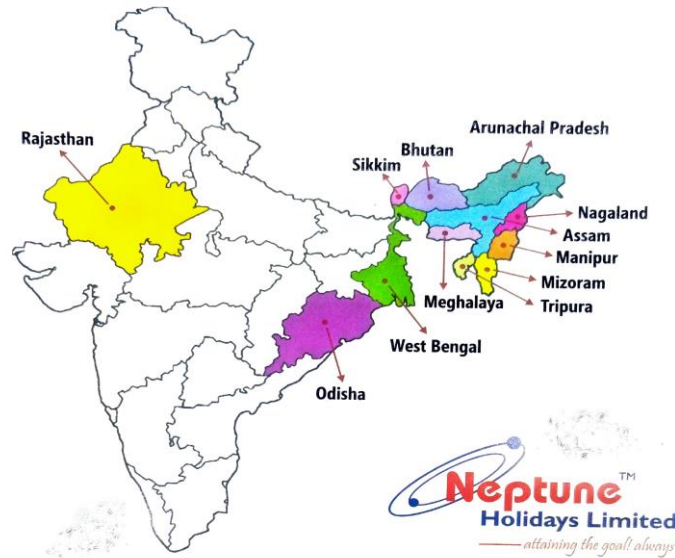 Rajasthan
Arunachal Pradesh
Bhutan
Sikkim
Nagaland
Assam
Manipur
Mizoram
Meghalaya
Tripura
West Bengal
Odisha
Neptune™
Holidays Limited
attaining the goal! always